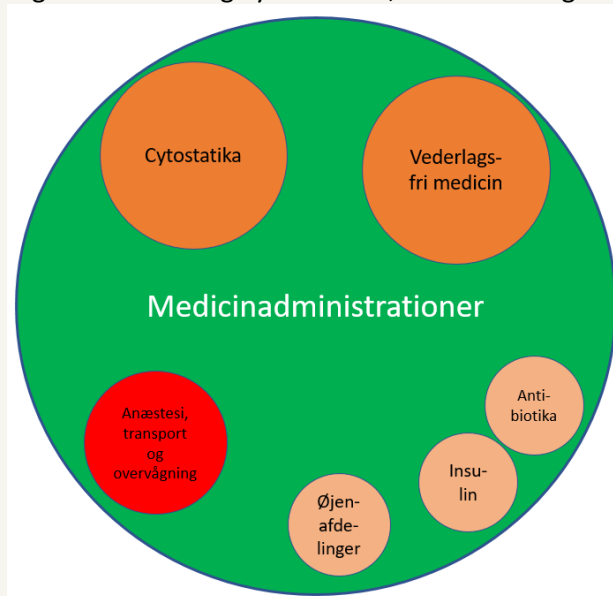 Cytostatika
Vederlags-
fri medicin
Medicinadministrationer
Anæstesi,
transport
og
overvågning
Anti-
biotika
Insu-
lin
Øjen-
afde-
linger